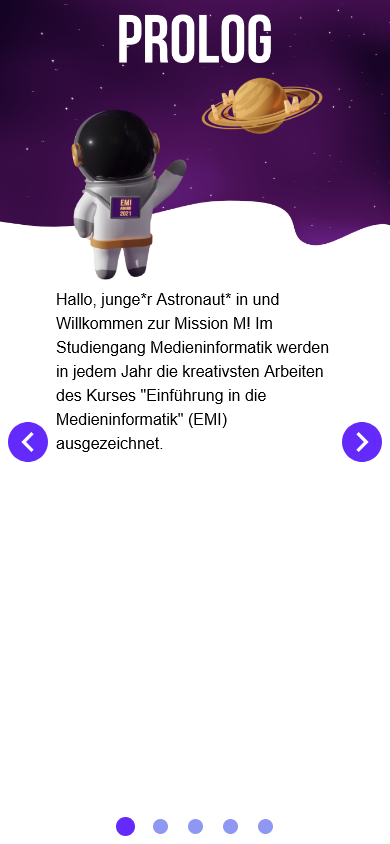 PROLOG
EMI
AWARD
2021
Hallo, junge*r Astronaut* in und
Willkommen zur Mission M! Im
Studiengang Medieninformatik werden
in jedem Jahr die kreativsten Arbeiten
des Kurses "Einführung in die
Medieninformatik" (EMI)
ausgezeichnet.